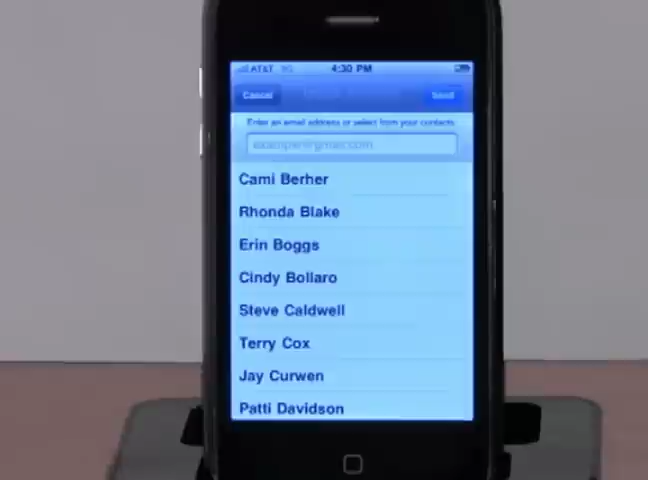 AT&T 3G 4:30 PM
Cancel Send
Enter an email address or select from your contacts
example@gmail.com
Cami Berher
Rhonda Blake
Erin Boggs
Cindy Bollaro
Steve Caldwell
Terry Cox
Jay Curwen
Patti Davidson